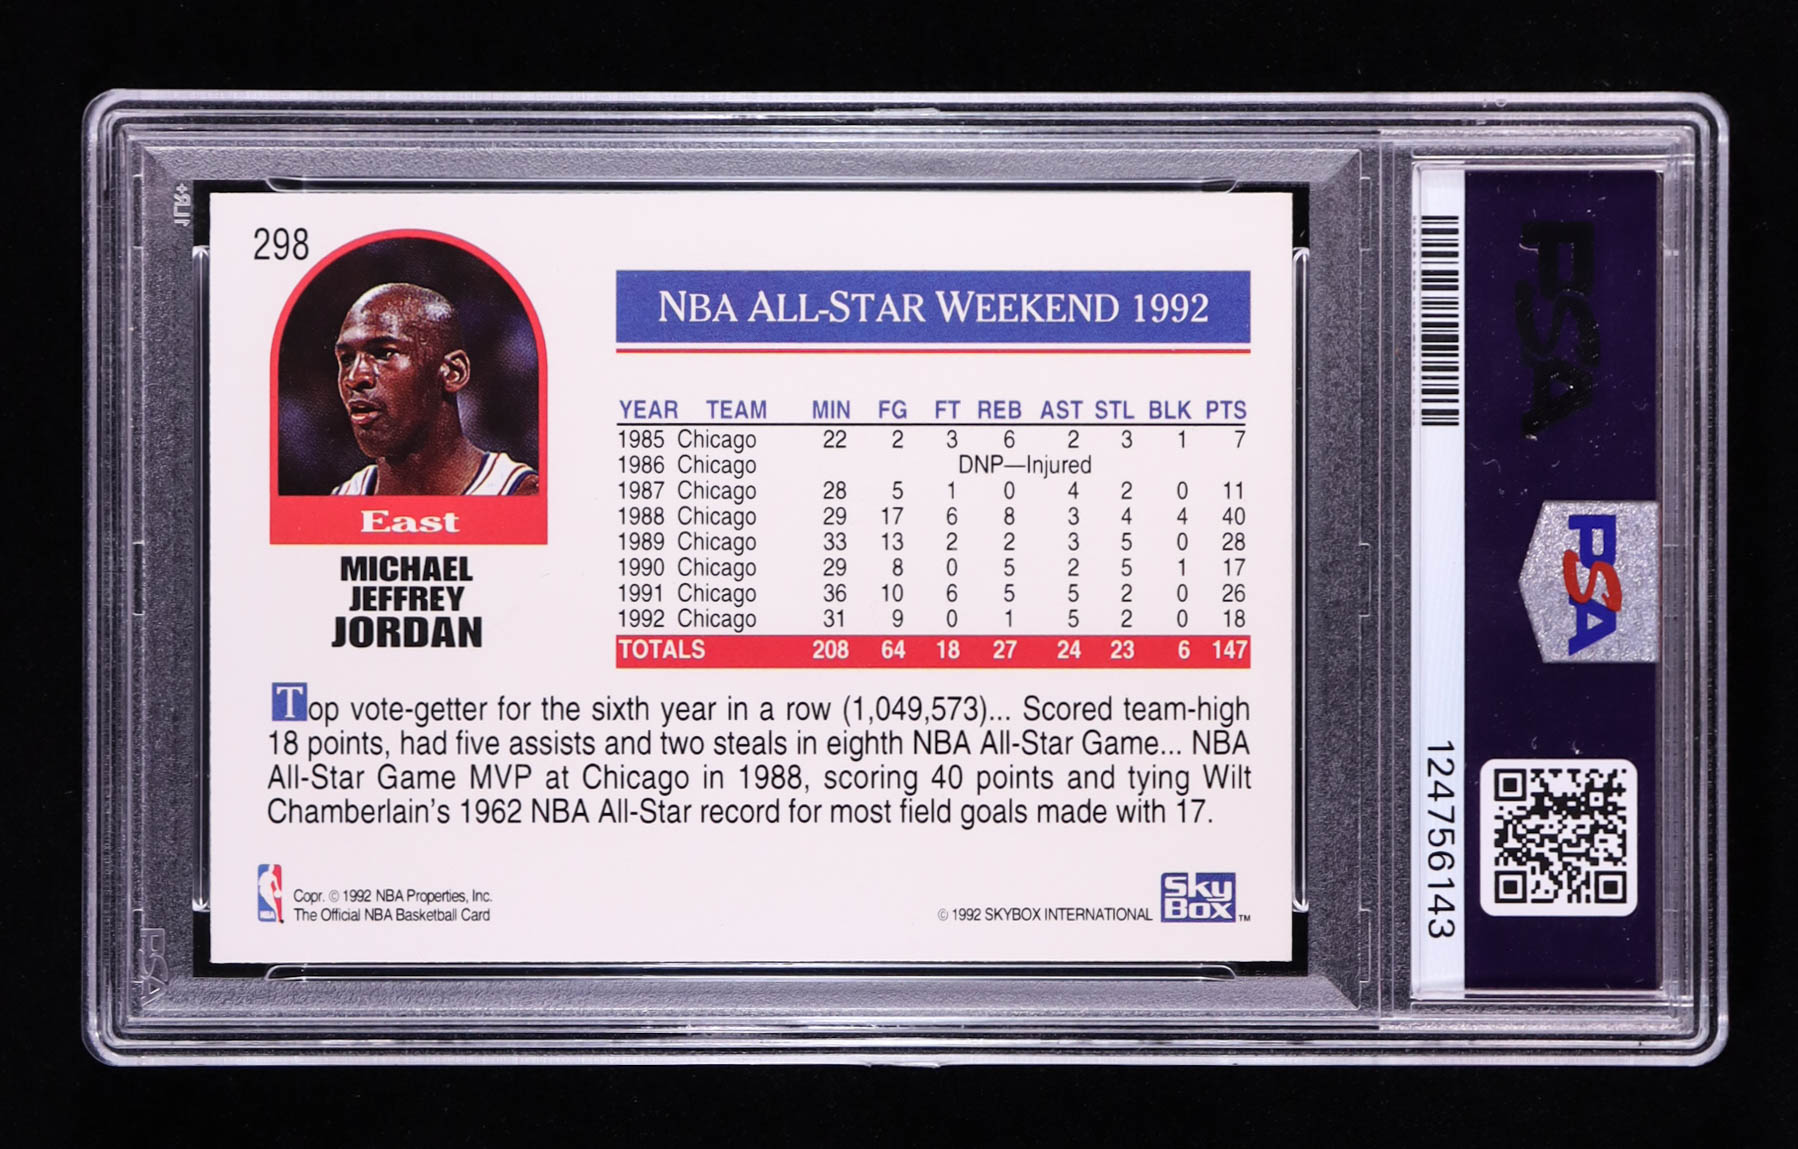 298
East
MICHAEL
JEFFREY
JORDAN
NBA ALL-STAR WEEKEND 1992
YEAR TEAM MIN FG FT REB AST STL BLK PTS
1985 Chicago 22 2 3 6 2 3 1 7
1986 Chicago DNP—Injured
1987 Chicago 28 5 1 0 4 2 0 11
1988 Chicago 29 17 6 8 3 4 4 40
1989 Chicago 33 13 2 2 3 5 0 28
1990 Chicago 29 8 0 5 2 5 1 17
1991 Chicago 36 10 6 5 5 2 0 26
1992 Chicago 31 9 0 1 5 2 0 18
TOTALS 208 64 18 27 24 23 6 147
Top vote-getter for the sixth year in a row (1,049,573)... Scored team-high
18 points, had five assists and two steals in eighth NBA All-Star Game... NBA
All-Star Game MVP at Chicago in 1988, scoring 40 points and tying Wilt
Chamberlain's 1962 NBA All-Star record for most field goals made with 17.
NBA
Copr. © 1992 NBA Properties, Inc.
The Official NBA Basketball Card
© 1992 SKYBOX INTERNATIONAL
SkyBox™
PSA
PSA
124756143
1LR+
PSA